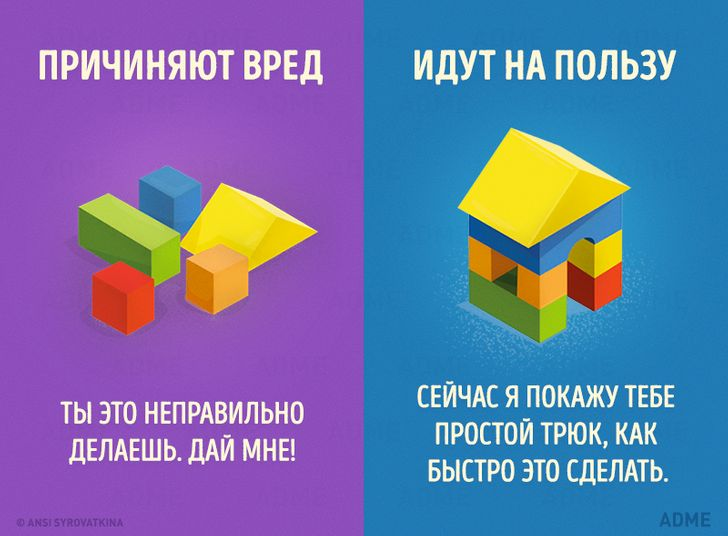 ПРИЧИНЯЮТ ВРЕД
ТЫ ЭТО НЕПРАВИЛЬНО
ДЕЛАЕШЬ. ДАЙ МНЕ!
© ANSI SYROVATKINA
ИДУТ НА ПОЛЬЗУ
СЕЙЧАС Я ПОКАЖУ ТЕБЕ
ПРОСТОЙ ТРЮК, КАК
БЫСТРО ЭТО СДЕЛАТЬ.
ADME